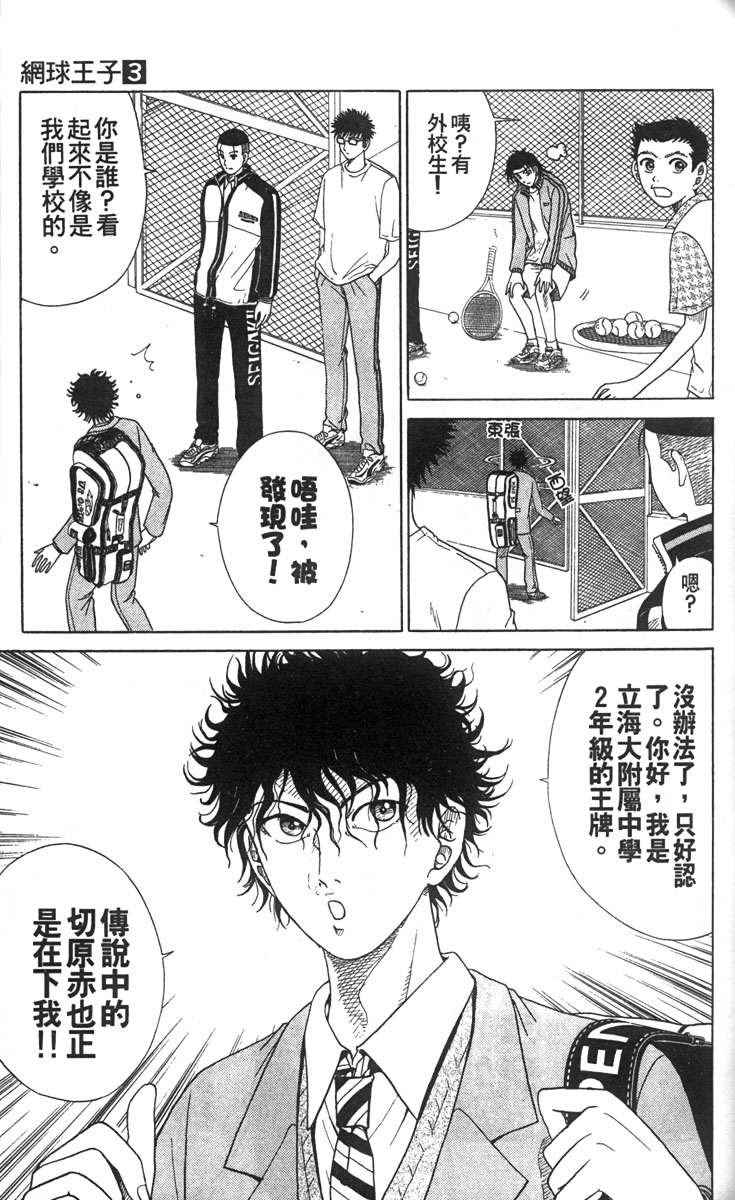 網球王子3
咦?有
外校生!
SEIGAKU
東張
西望
嗯?
你是誰?看
起來不像是
我們學校的。
SEIGAKU
唔哇,被
發現了!
沒辦法了,只好認
了。你好,我是
立海大附屬中學
2年級的王牌。
傳說中的
切原赤也正
是在下我!!
PEN